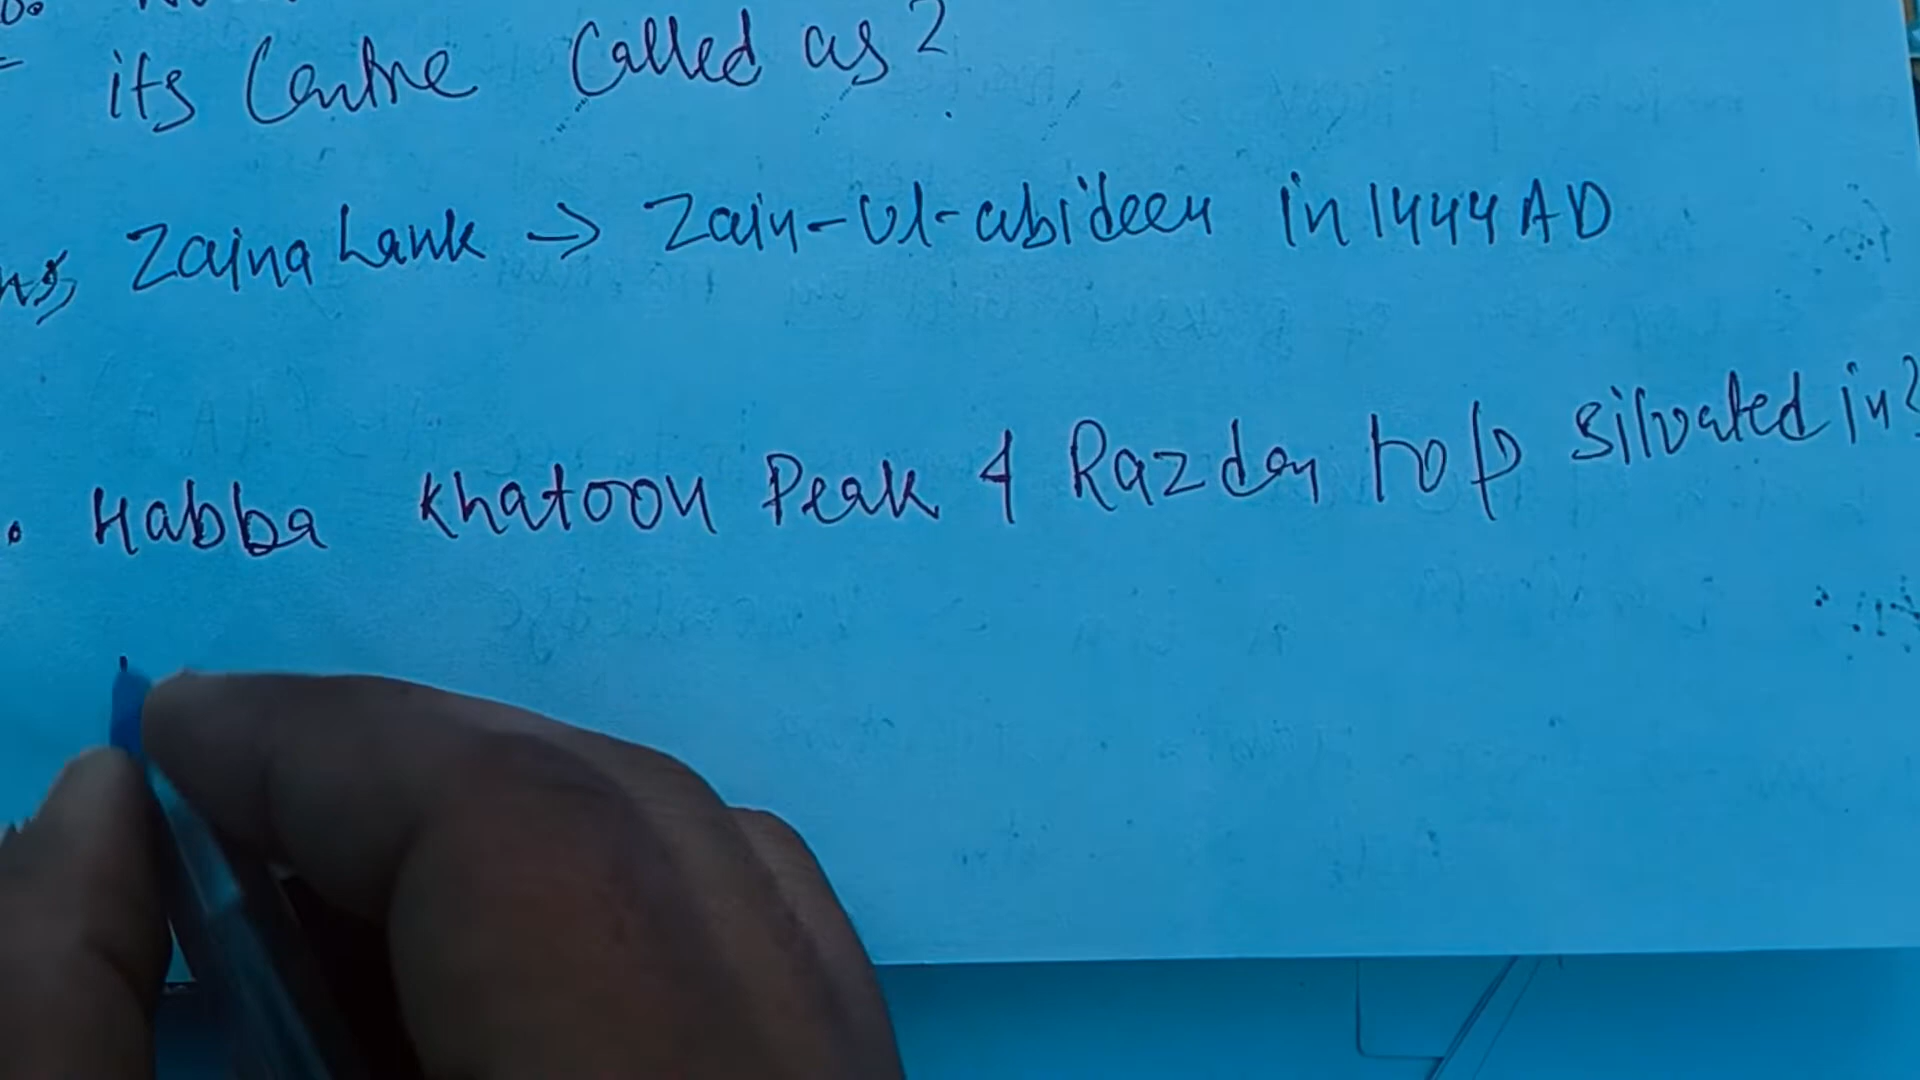 its Centre Called as?
Ans, Zaina Lank → Zain-Ul-abideen in 1444 AD
. Habba Khatoon Peak & Razdan top situated in?